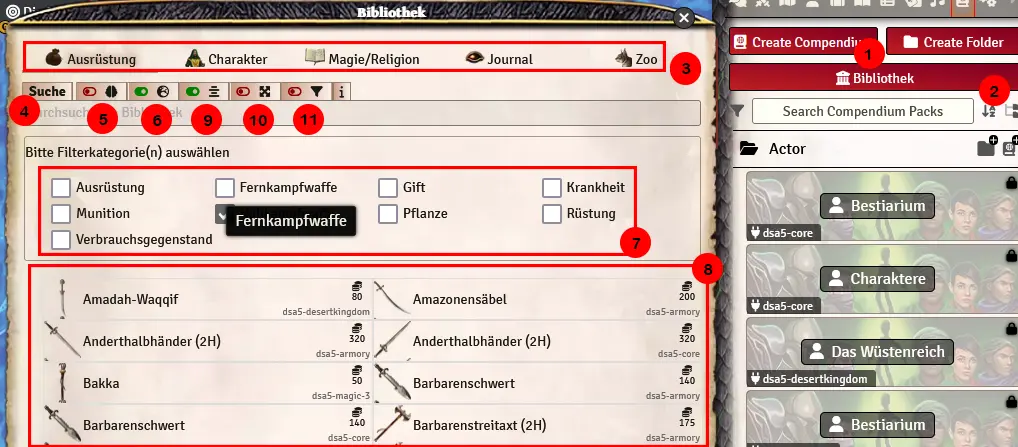 Di
Bibliothek
Ausrüstung Charakter Magie/Religion Journal Zoo
3
Suche i
4 5 6 9 10 11
Bitte Filterkategorie(n) auswählen
Ausrüstung Fernkampfwaffe Gift Krankheit
Munition Pflanze Rüstung
Fernkampfwaffe
Verbrauchsgegenstand
7
8
Amadah-Waqqif 80 dsa5-desertkingdom
Amazonensäbel 200 dsa5-armory
Anderthalbhänder (2H) 320 dsa5-armory
Anderthalbhänder (2H) 320 dsa5-core
Bakka 50 dsa5-magic-3
Barbarenschwert 140 dsa5-armory
Barbarenschwert 140 dsa5-core
Barbarenstreitaxt (2H) 175 dsa5-armory
Create Compendiu Create Folder
1
Bibliothek
2
Search Compendium Packs
Actor
Bestiarium
dsa5-core
Charaktere
dsa5-core
Das Wüstenreich
dsa5-desertkingdom
Bestiarium
dsa5-armory